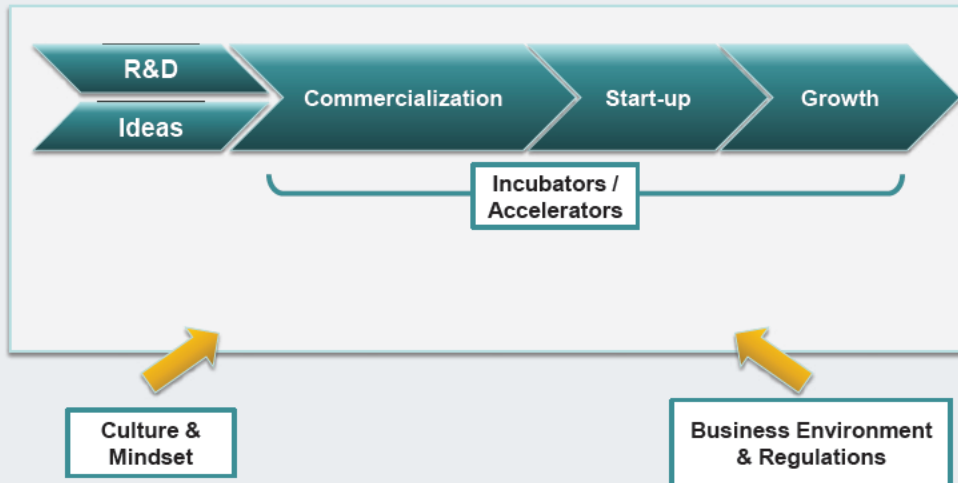 R&D
Ideas
Commercialization
Start-up
Growth
Incubators /
Accelerators
Culture &
Mindset
Business Environment
& Regulations